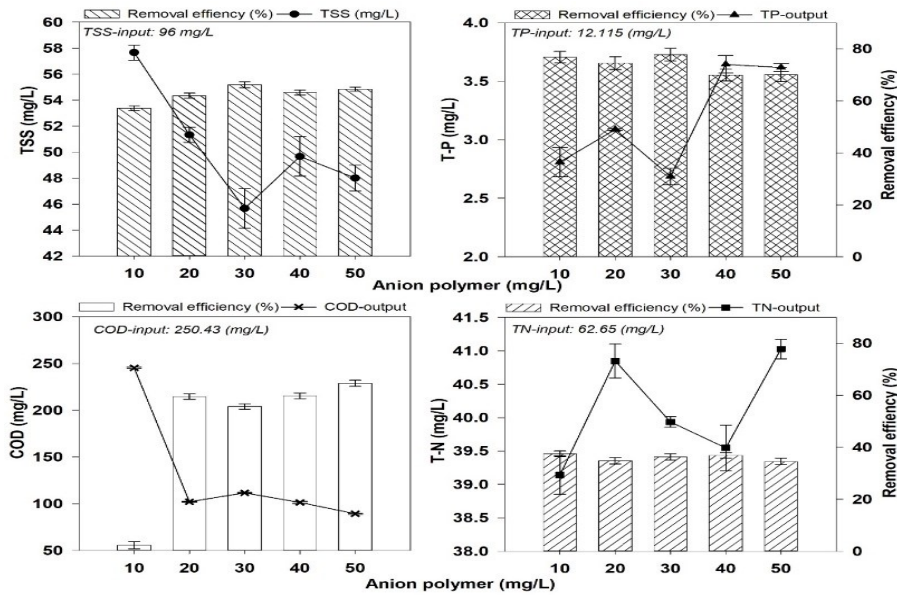 Removal effiency (%) TSS (mg/L)
TSS-input: 96 mg/L
TSS (mg/L)
60
58
56
54
52
50
48
46
44
42
10 20 30 40 50
Removal efficiency (%) TP-output
TP-input: 12.115 (mg/L)
T-P (mg/L)
4.0
3.5
3.0
2.5
2.0
80
60
40
20
0
Removal effiency (%)
10 20 30 40 50
Anion polymer (mg/L)
Removal efficiency (%) COD-output
COD-input: 250.43 (mg/L)
COD (mg/L)
300
250
200
150
100
50
10 20 30 40 50
Removal efficiency (%) TN-output
TN-input: 62.65 (mg/L)
T-N (mg/L)
41.5
41.0
40.5
40.0
39.5
39.0
38.5
38.0
80
60
40
20
0
Removal effiency (%)
10 20 30 40 50
Anion polymer (mg/L)